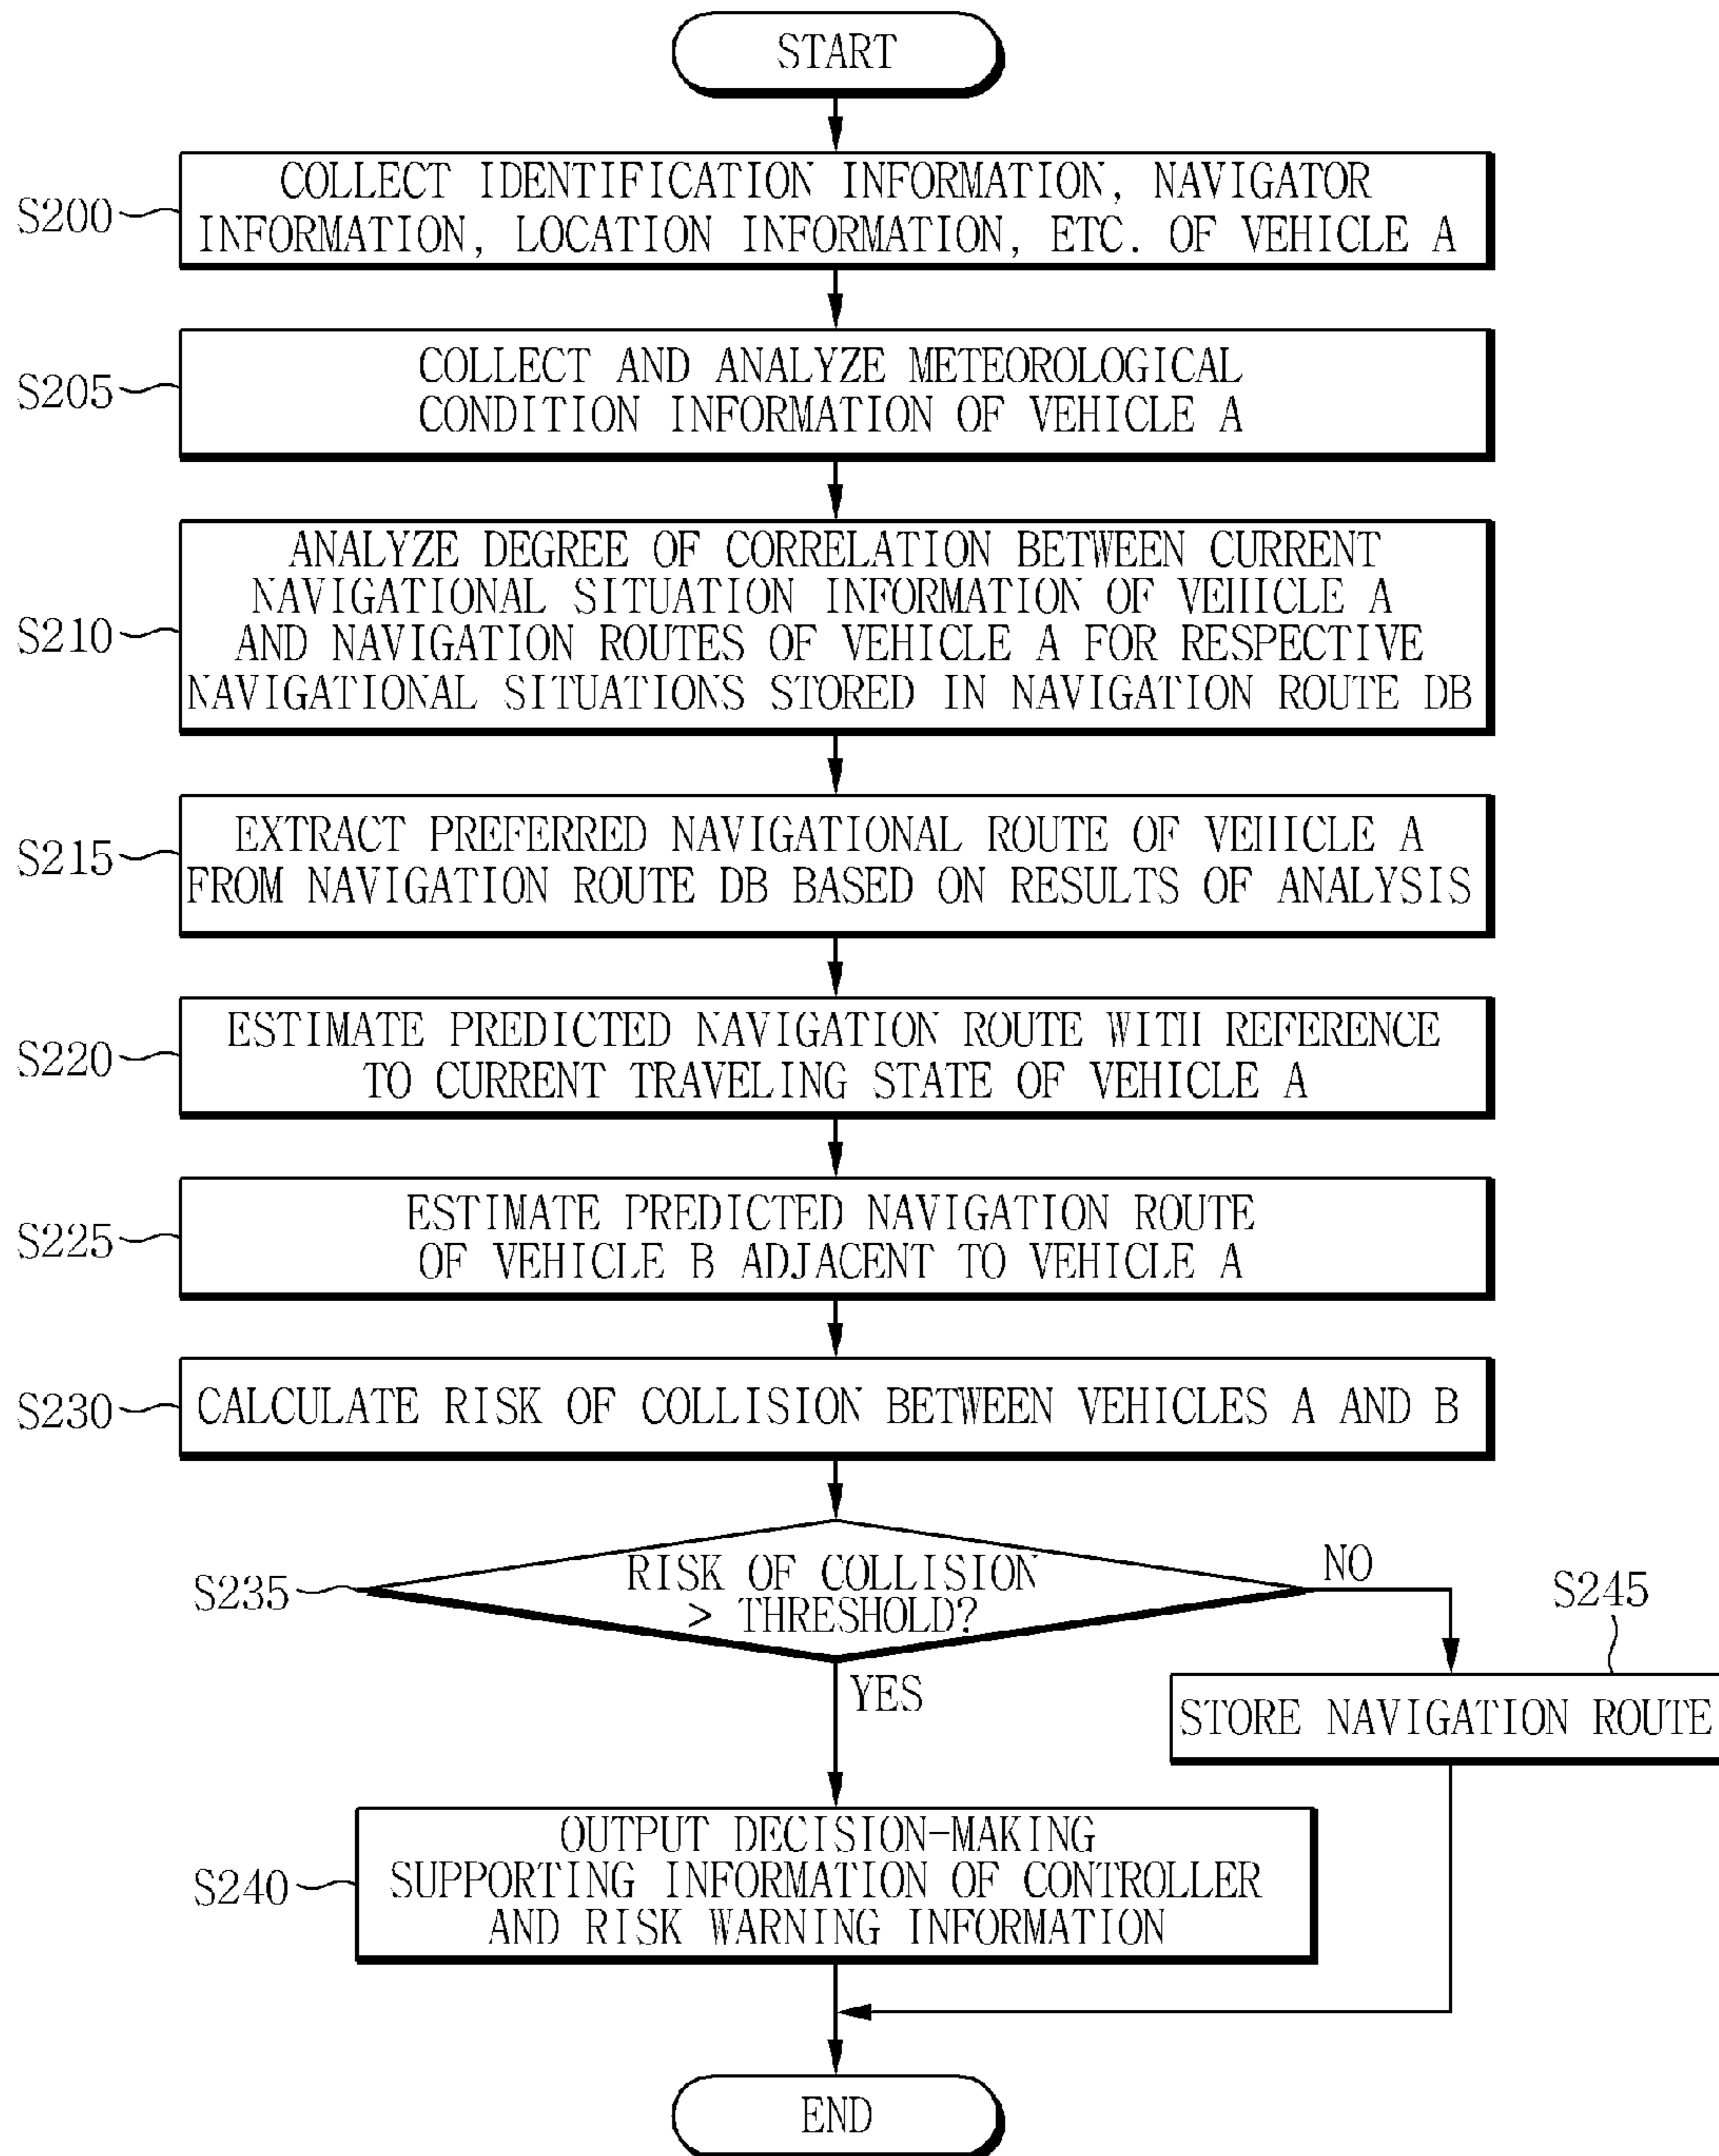 START
S200
COLLECT IDENTIFICATION INFORMATION, NAVIGATOR
INFORMATION, LOCATION INFORMATION, ETC. OF VEHICLE A
S205
COLLECT AND ANALYZE METEOROLOGICAL
CONDITION INFORMATION OF VEHICLE A
S210
ANALYZE DEGREE OF CORRELATION BETWEEN CURRENT
NAVIGATIONAL SITUATION INFORMATION OF VEHICLE A
AND NAVIGATION ROUTES OF VEHICLE A FOR RESPECTIVE
NAVIGATIONAL SITUATIONS STORED IN NAVIGATION ROUTE DB
S215
EXTRACT PREFERRED NAVIGATIONAL ROUTE OF VEHICLE A
FROM NAVIGATION ROUTE DB BASED ON RESULTS OF ANALYSIS
S220
ESTIMATE PREDICTED NAVIGATION ROUTE WITH REFERENCE
TO CURRENT TRAVELING STATE OF VEHICLE A
S225
ESTIMATE PREDICTED NAVIGATION ROUTE
OF VEHICLE B ADJACENT TO VEHICLE A
S230
CALCULATE RISK OF COLLISION BETWEEN VEHICLES A AND B
S235
RISK OF COLLISION
> THRESHOLD?
NO
YES
S245
STORE NAVIGATION ROUTE
S240
OUTPUT DECISION-MAKING
SUPPORTING INFORMATION OF CONTROLLER
AND RISK WARNING INFORMATION
END